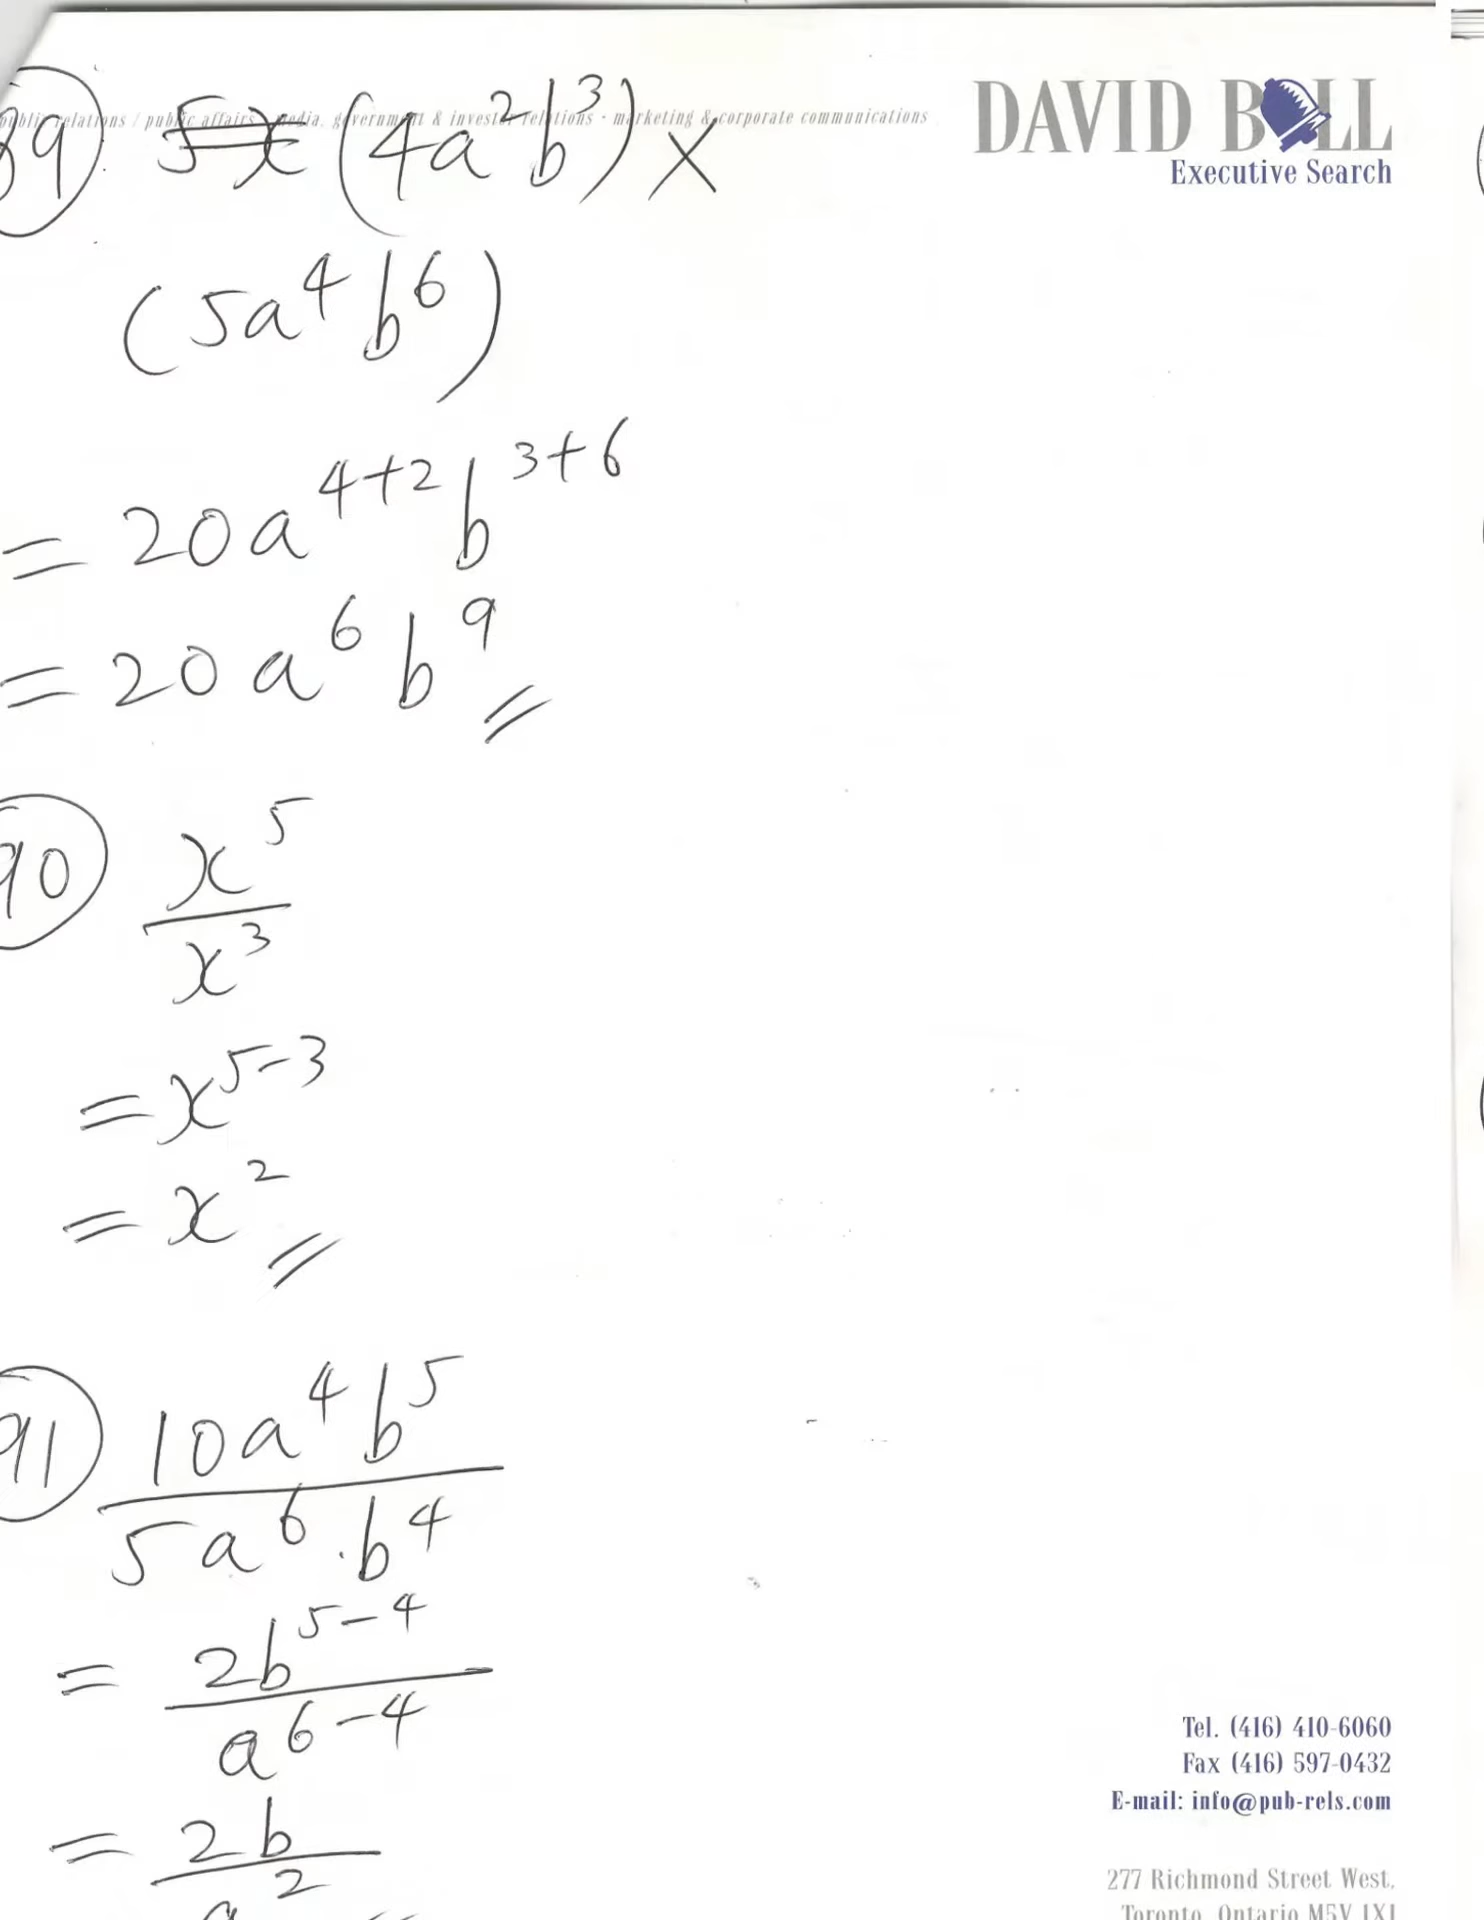 public relations / public affairs media, government & investor relations - marketing & corporate communications
DAVID BELL
Executive Search
89 5x (4a²b³) ×
(5a⁴b⁶)
= 20a⁴⁺²b³⁺⁶
= 20a⁶b⁹
90 x⁵
x³
= x⁵⁻³
= x²
91 10a⁴b⁵
5a⁶.b⁴
= 2b⁵⁻⁴
a⁶⁻⁴
= 2b
a²
Tel. (416) 410-6060
Fax (416) 597-0432
E-mail: info@pub-rels.com
277 Richmond Street West,
Toronto, Ontario M5V 1X1